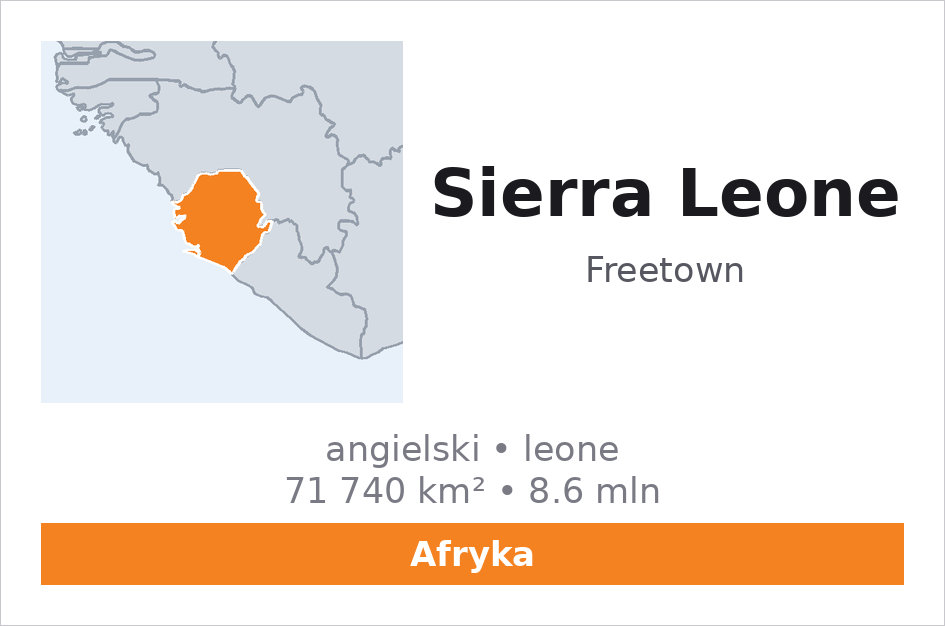 Sierra Leone
Freetown
angielski • leone
71 740 km² • 8.6 mln
Afryka